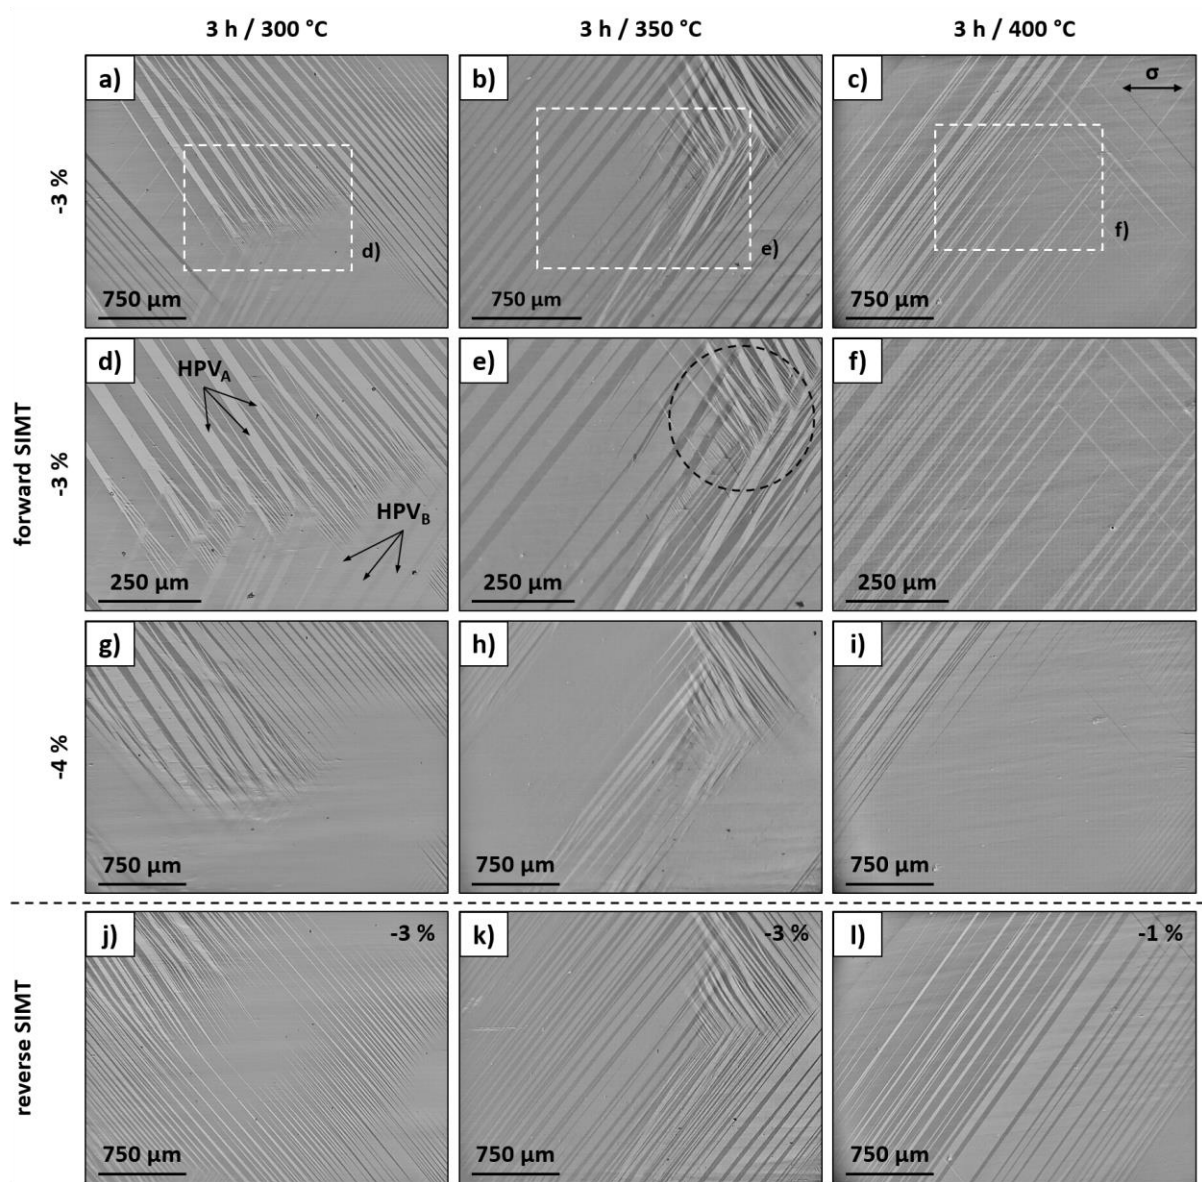 3 h / 300 °C 3 h / 350 °C 3 h / 400 °C
a) b) c) σ
-3 %
d) e) f)
750 µm 750 µm 750 µm
d) HPVA e) f)
forward SIMT
-3 %
HPVB
250 µm 250 µm 250 µm
g) h) i)
-4 %
750 µm 750 µm 750 µm
j) -3 % k) -3 % l) -1 %
reverse SIMT
750 µm 750 µm 750 µm